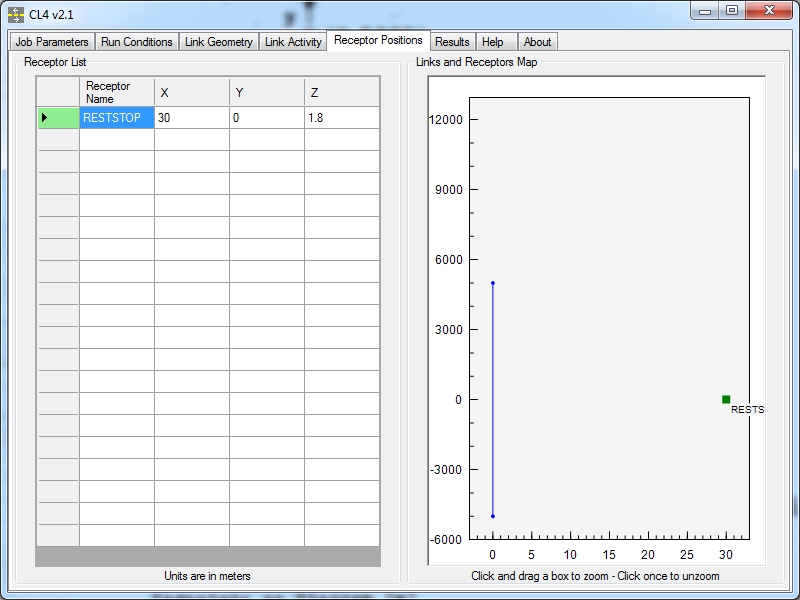 CL4 v2.1
Job Parameters Run Conditions Link Geometry Link Activity Receptor Positions Results Help About
Receptor List
Receptor Name X Y Z
RESTSTOP 30 0 1.8
Units are in meters
Links and Receptors Map
12000
9000
6000
3000
0
-3000
-6000
0 5 10 15 20 25 30
RESTS
Click and drag a box to zoom - Click once to unzoom